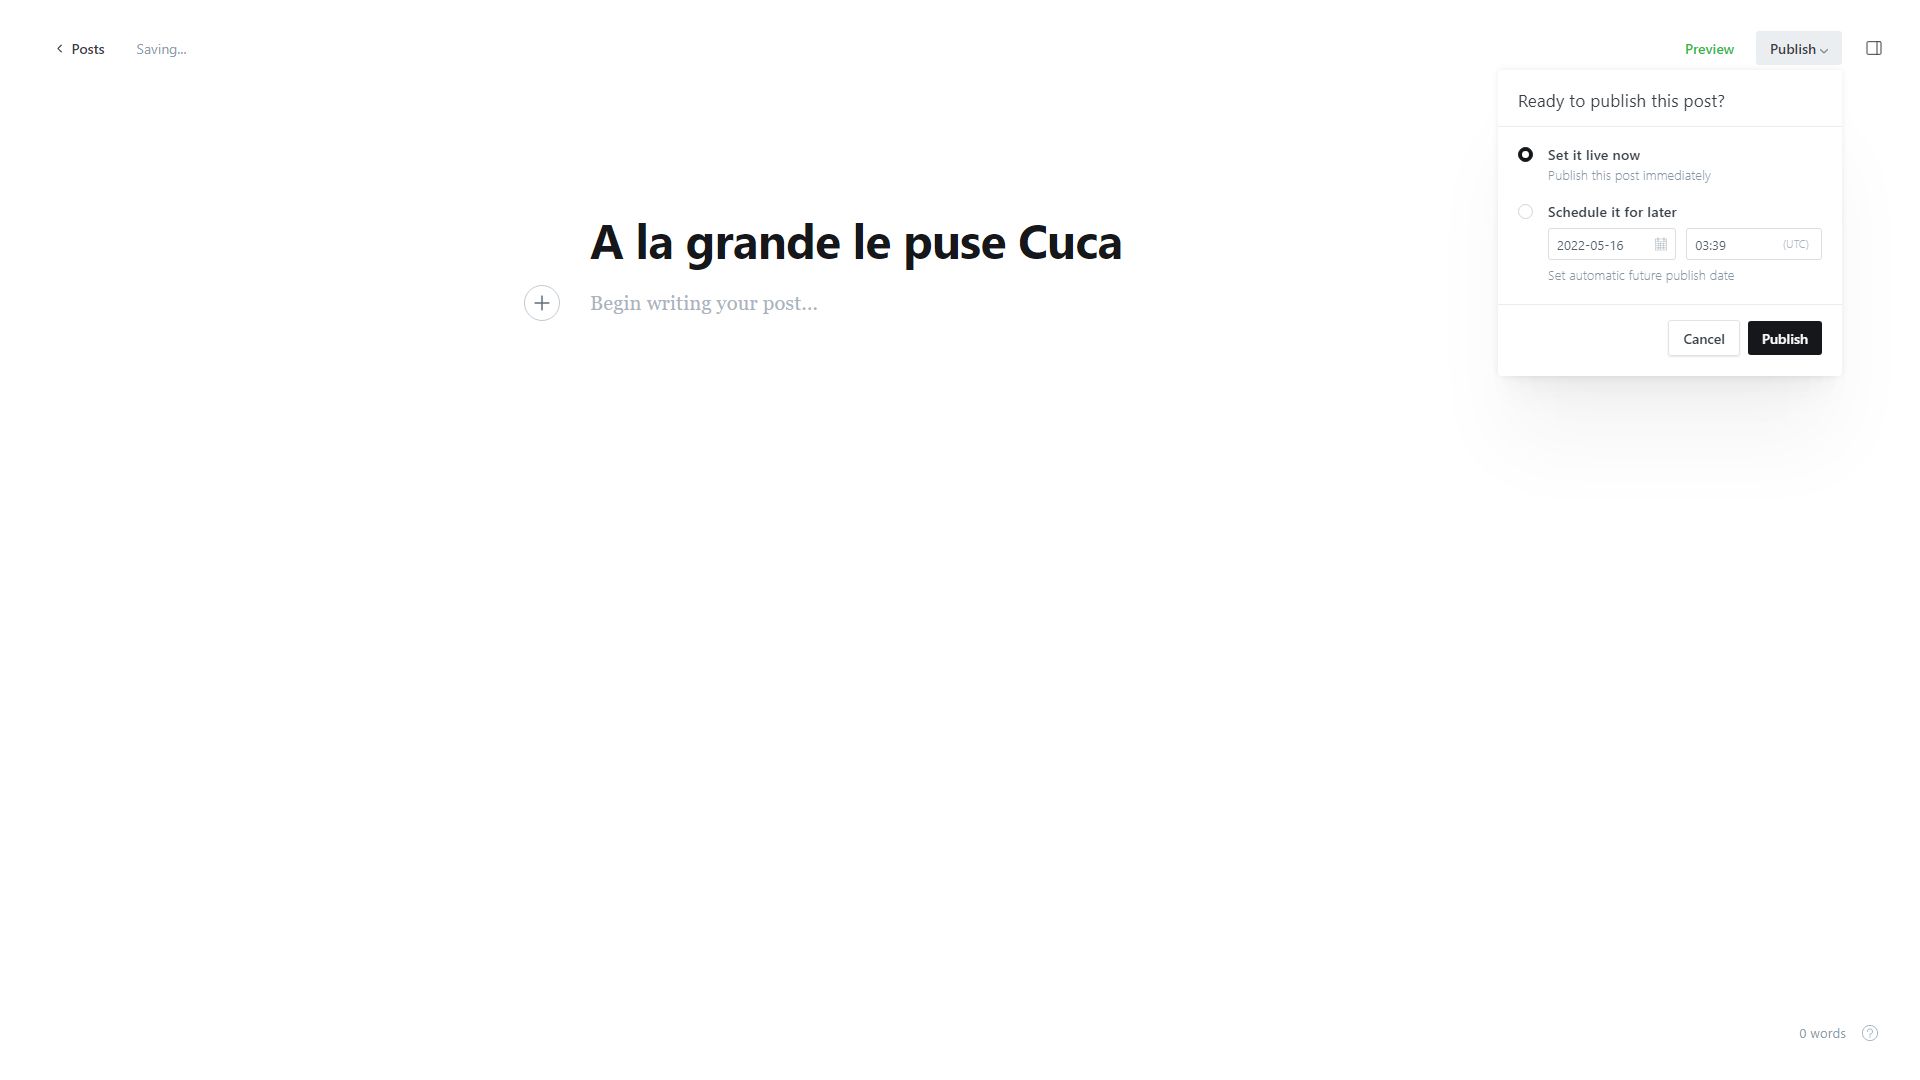 Posts
Saving...
Preview
Publish
Ready to publish this post?
Set it live now
Publish this post immediately
Schedule it for later
2022-05-16
03:39
(UTC)
Set automatic future publish date
Cancel
Publish
A la grande le puse Cuca
Begin writing your post...
0 words
?